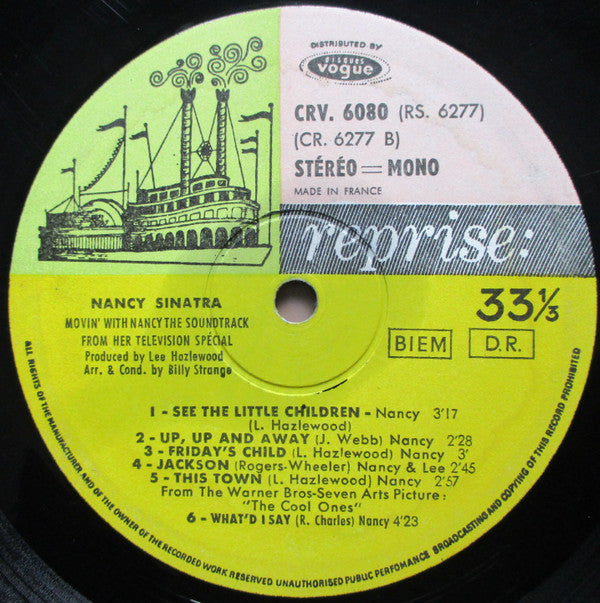 DISTRIBUTED BY
DISQUES
vogue
CRV. 6080 (RS. 6277)
(CR. 6277 B)
STÉRÉO = MONO
MADE IN FRANCE
reprise:
NANCY SINATRA
MOVIN' WITH NANCY THE SOUNDTRACK
FROM HER TELEVISION SPÉCIAL
Produced by Lee Hazlewood
Arr. & Cond. by Billy Strange
33⅓
BIEM
D.R.
1 - SEE THE LITTLE CHILDREN - Nancy 3'17
(L. Hazlewood)
2 - UP, UP AND AWAY (J. Webb) Nancy 2'28
3 - FRIDAY'S CHILD (L. Hazlewood) Nancy 3'
4 - JACKSON (Rogers-Wheeler) Nancy & Lee 2'45
5 - THIS TOWN (L. Hazlewood) Nancy 2'57
From The Warner Bros-Seven Arts Picture :
"The Cool Ones"
6 - WHAT'D I SAY (R. Charles) Nancy 4'23
ALL RIGHTS OF THE MANUFACTURER AND OF THE OWNER OF THE RECORDED WORK RESERVED UNAUTHORISED PUBLIC PERFOMANCE BROADCASTING AND COPYING OF THIS RECORD PROHIBITED